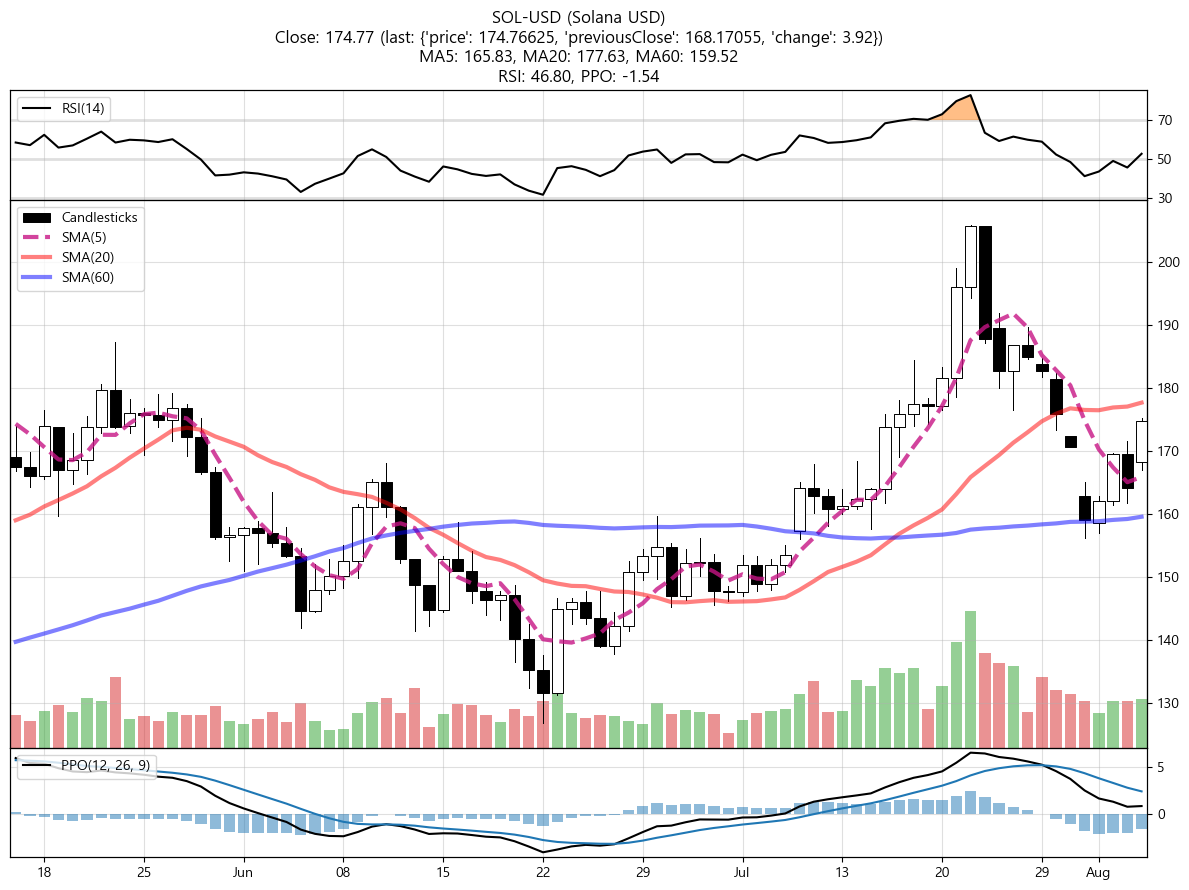 SOL-USD (Solana USD)
Close: 174.77 (last: {'price': 174.76625, 'previousClose': 168.17055, 'change': 3.92})
MA5: 165.83, MA20: 177.63, MA60: 159.52
RSI: 46.80, PPO: -1.54
RSI(14)
70
50
30
Candlesticks
SMA(5)
SMA(20)
SMA(60)
200
190
180
170
160
150
140
130
PPO(12, 26, 9)
5
0
18 25 Jun 08 15 22 29 Jul 13 20 29 Aug